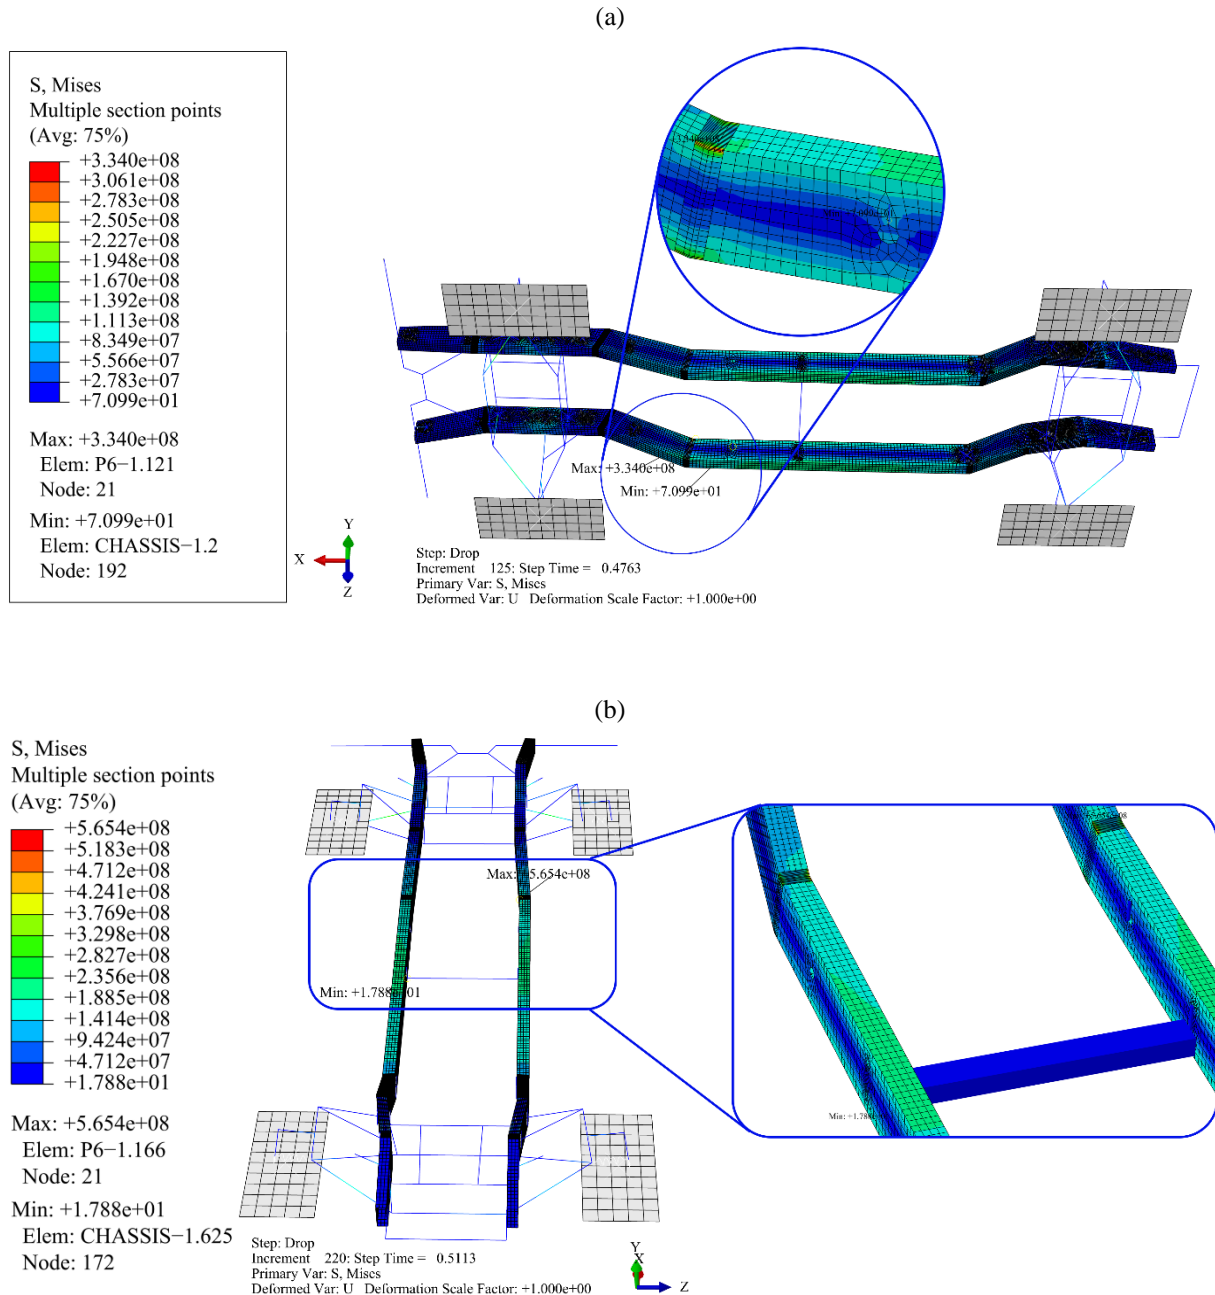 (a)
S, Mises
Multiple section points
(Avg: 75%)
+3.340e+08
+3.061e+08
+2.783e+08
+2.505e+08
+2.227e+08
+1.948e+08
+1.670e+08
+1.392e+08
+1.113e+08
+8.349e+07
+5.566e+07
+2.783e+07
+7.099e+01
Max: +3.340e+08
Elem: P6−1.121
Node: 21
Min: +7.099e+01
Elem: CHASSIS−1.2
Node: 192
Min: +7.099e+01
Max: +3.340e+08
Min: +7.099e+01
Y
X
Z
Step: Drop
Increment 125: Step Time = 0.4763
Primary Var: S, Mises
Deformed Var: U Deformation Scale Factor: +1.000e+00
(b)
S, Mises
Multiple section points
(Avg: 75%)
+5.654e+08
+5.183e+08
+4.712e+08
+4.241e+08
+3.769e+08
+3.298e+08
+2.827e+08
+2.356e+08
+1.885e+08
+1.414e+08
+9.424e+07
+4.712e+07
+1.788e+01
Max: +5.654e+08
Elem: P6−1.166
Node: 21
Min: +1.788e+01
Elem: CHASSIS−1.625
Node: 172
Max: +5.654e+08
Min: +1.788e+01
Step: Drop
Increment 220: Step Time = 0.5113
Primary Var: S, Mises
Deformed Var: U Deformation Scale Factor: +1.000e+00
Y
X
Z